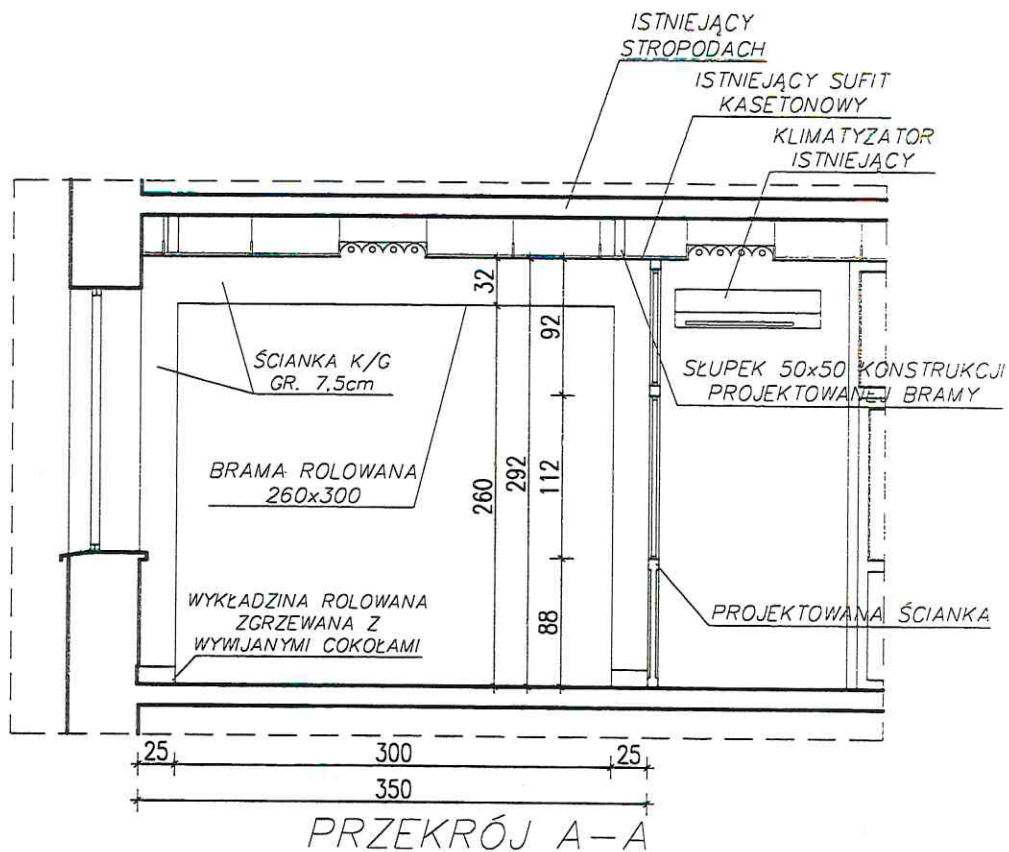 ISTNIEJĄCY
STROPODACH
ISTNIEJĄCY SUFIT
KASETONOWY
KLIMATYZATOR
ISTNIEJĄCY
32
92
ŚCIANKA K/G
GR. 7,5cm
SŁUPEK 50x50 KONSTRUKCJI
PROJEKTOWANEJ BRAMY
BRAMA ROLOWANA
260x300
260
292
112
WYKŁADZINA ROLOWANA
ZGRZEWANA Z
WYWIJANYMI COKOŁAMI
88
PROJEKTOWANA ŚCIANKA
25
300
25
350
PRZEKRÓJ A-A